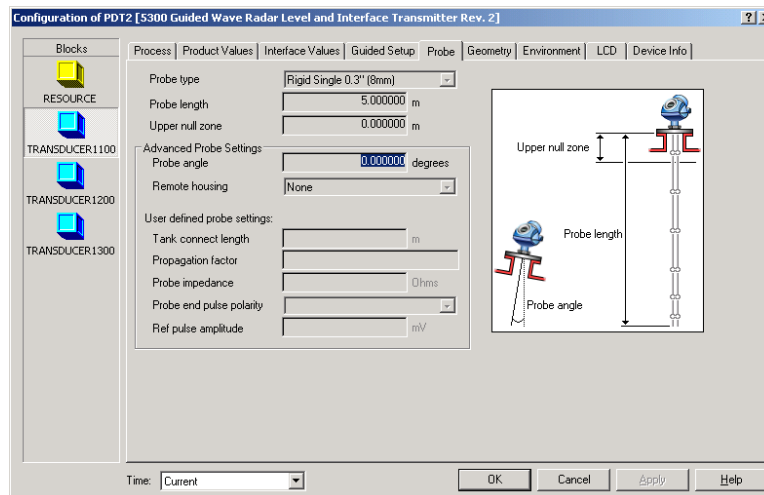 Configuration of PDT2 [5300 Guided Wave Radar Level and Interface Transmitter Rev. 2]
Blocks
RESOURCE
TRANSDUCER1100
TRANSDUCER1200
TRANSDUCER1300
Process Product Values Interface Values Guided Setup Probe Geometry Environment LCD Device Info
Probe type Rigid Single 0.3" (8mm)
Probe length 5.000000 m
Upper null zone 0.000000 m
Advanced Probe Settings
Probe angle 0.000000 degrees
Remote housing None
User defined probe settings:
Tank connect length m
Propagation factor
Probe impedance Ohms
Probe end pulse polarity
Ref pulse amplitude mV
Upper null zone
Probe length
Probe angle
Time: Current
OK Cancel Apply Help